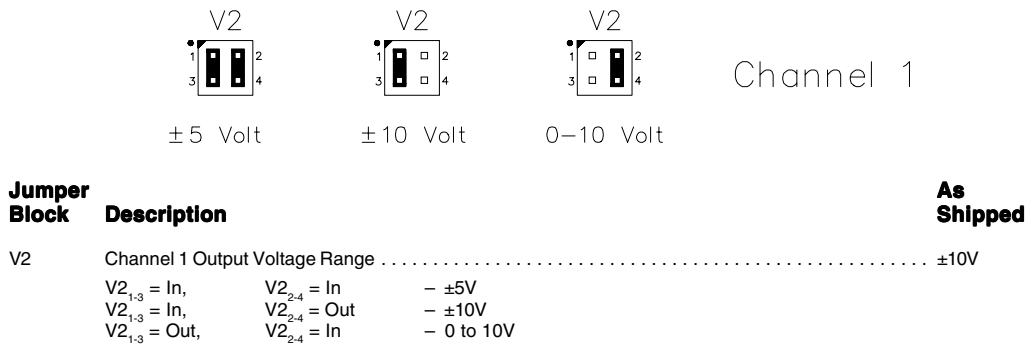 V2 V2 V2
1 2 1 2 1 2
3 4 3 4 3 4
Channel 1
±5 Volt ±10 Volt 0–10 Volt
Jumper Block Description As Shipped
V2 Channel 1 Output Voltage Range . . . . . . . . . . . . . . . . . . . . . . . . . . . . . . . . . . . . . . . . . . . . . . . . . . . . . ±10V
V2₁₋₃ = In, V2₂₋₄ = In – ±5V
V2₁₋₃ = In, V2₂₋₄ = Out – ±10V
V2₁₋₃ = Out, V2₂₋₄ = In – 0 to 10V